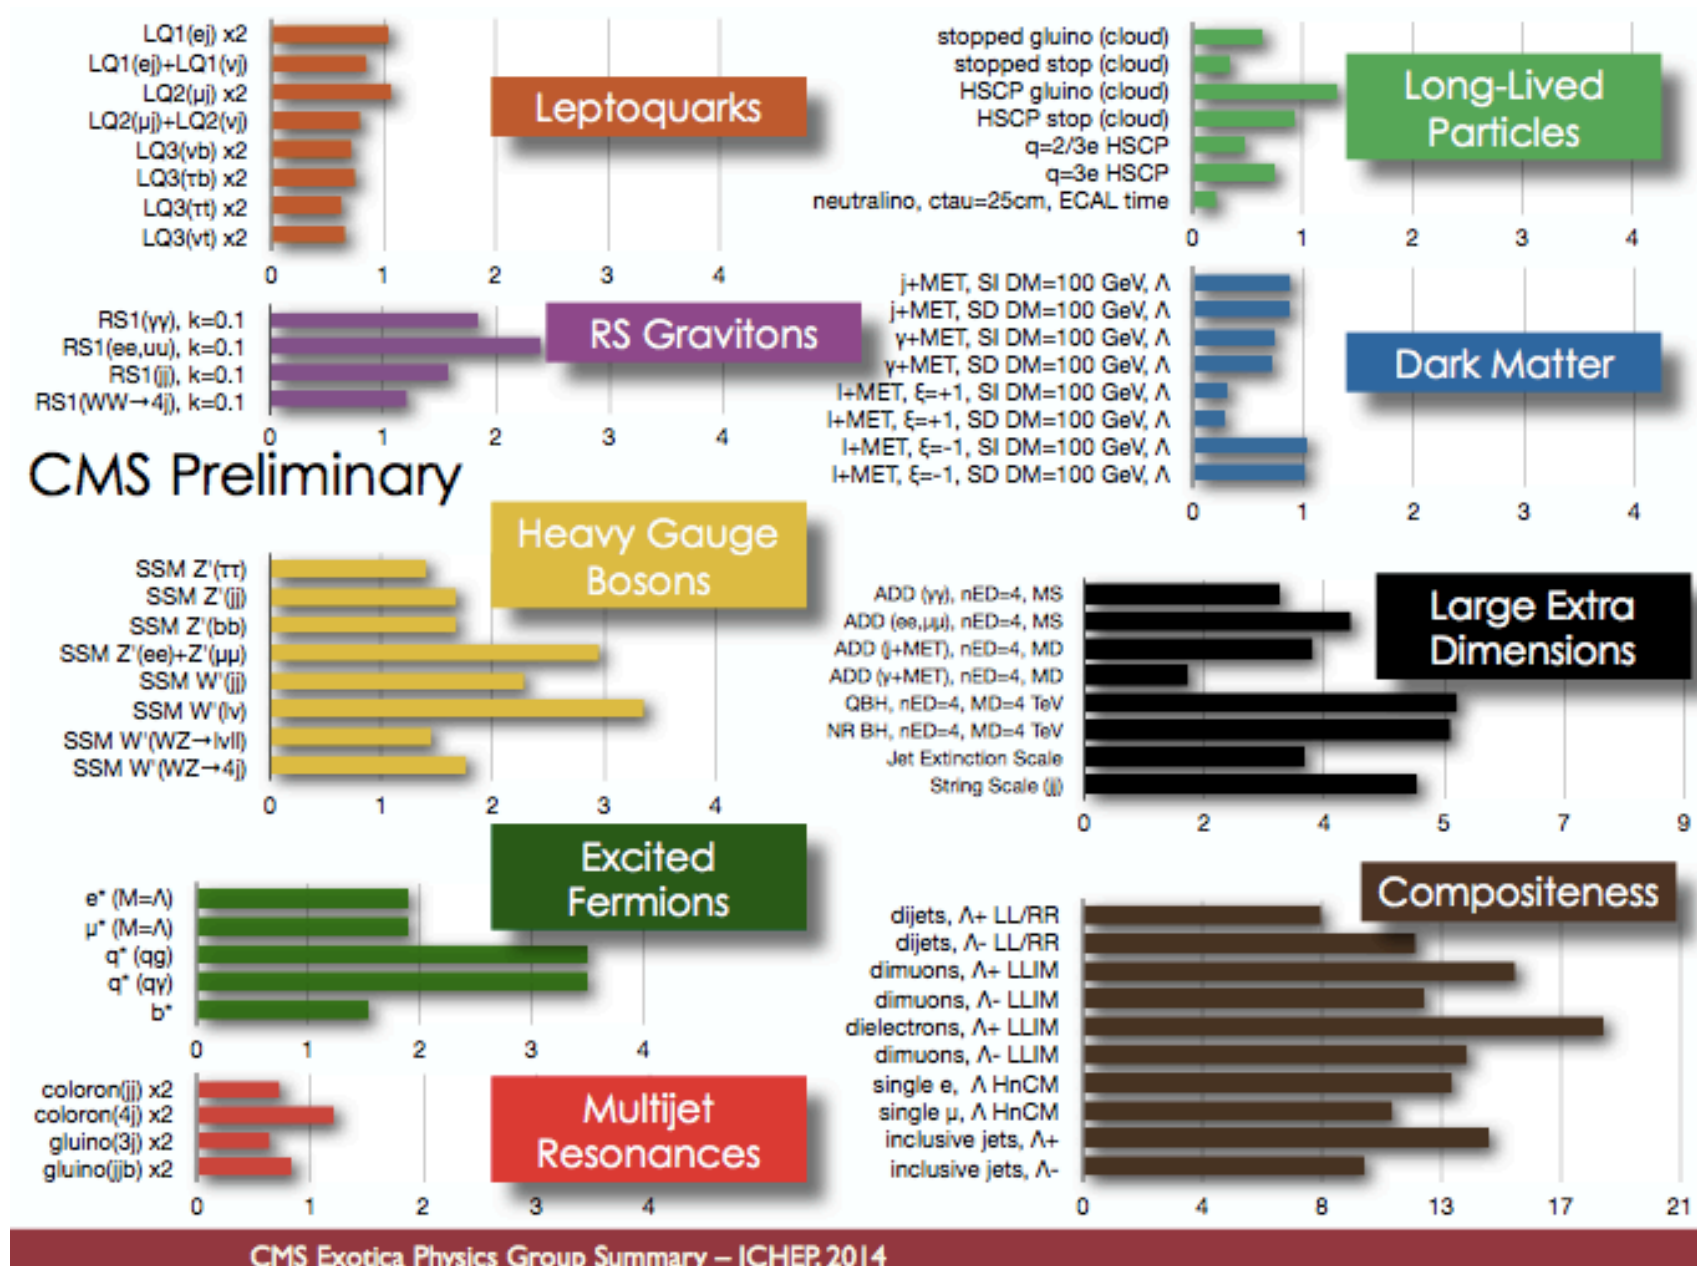 LQ1(ej) x2
LQ1(ej)+LQ1(νj)
LQ2(μj) x2
LQ2(μj)+LQ2(νj)
LQ3(νb) x2
LQ3(τb) x2
LQ3(ττ) x2
LQ3(vt) x2
0 1 2 3 4
Leptoquarks
RS1(γγ), k=0.1
RS1(ee,uu), k=0.1
RS1(jj), k=0.1
RS1(WW→4j), k=0.1
0 1 2 3 4
RS Gravitons
CMS Preliminary
SSM Z'(ττ)
SSM Z'(jj)
SSM Z'(bb)
SSM Z'(ee)+Z'(μμ)
SSM W'(jj)
SSM W'(lν)
SSM W'(WZ→lνll)
SSM W'(WZ→4j)
0 1 2 3 4
Heavy Gauge
Bosons
e* (M=Λ)
μ* (M=Λ)
q* (qg)
q* (qγ)
b*
0 1 2 3 4
Excited
Fermions
coloron(jj) x2
coloron(4j) x2
gluino(3j) x2
gluino(jjb) x2
0 1 2 3 4
Multijet
Resonances
stopped gluino (cloud)
stopped stop (cloud)
HSCP gluino (cloud)
HSCP stop (cloud)
q=2/3e HSCP
q=3e HSCP
neutralino, ctau=25cm, ECAL time
0 1 2 3 4
Long-Lived
Particles
j+MET, SI DM=100 GeV, Λ
j+MET, SD DM=100 GeV, Λ
γ+MET, SI DM=100 GeV, Λ
γ+MET, SD DM=100 GeV, Λ
l+MET, ξ=+1, SI DM=100 GeV, Λ
l+MET, ξ=+1, SD DM=100 GeV, Λ
l+MET, ξ=-1, SI DM=100 GeV, Λ
l+MET, ξ=-1, SD DM=100 GeV, Λ
0 1 2 3 4
Dark Matter
ADD (γγ), nED=4, MS
ADD (ee,μμ), nED=4, MS
ADD (j+MET), nED=4, MD
ADD (γ+MET), nED=4, MD
QBH, nED=4, MD=4 TeV
NR BH, nED=4, MD=4 TeV
Jet Extinction Scale
String Scale (jj)
0 2 4 5 7 9
Large Extra
Dimensions
dijets, Λ+ LL/RR
dijets, Λ- LL/RR
dimuons, Λ+ LLIM
dimuons, Λ- LLIM
dielectrons, Λ+ LLIM
dimuons, Λ- LLIM
single e, Λ HnCM
single μ, Λ HnCM
inclusive jets, Λ+
inclusive jets, Λ-
0 4 8 13 17 21
Compositeness
CMS Exotica Physics Group Summary – ICHEP, 2014